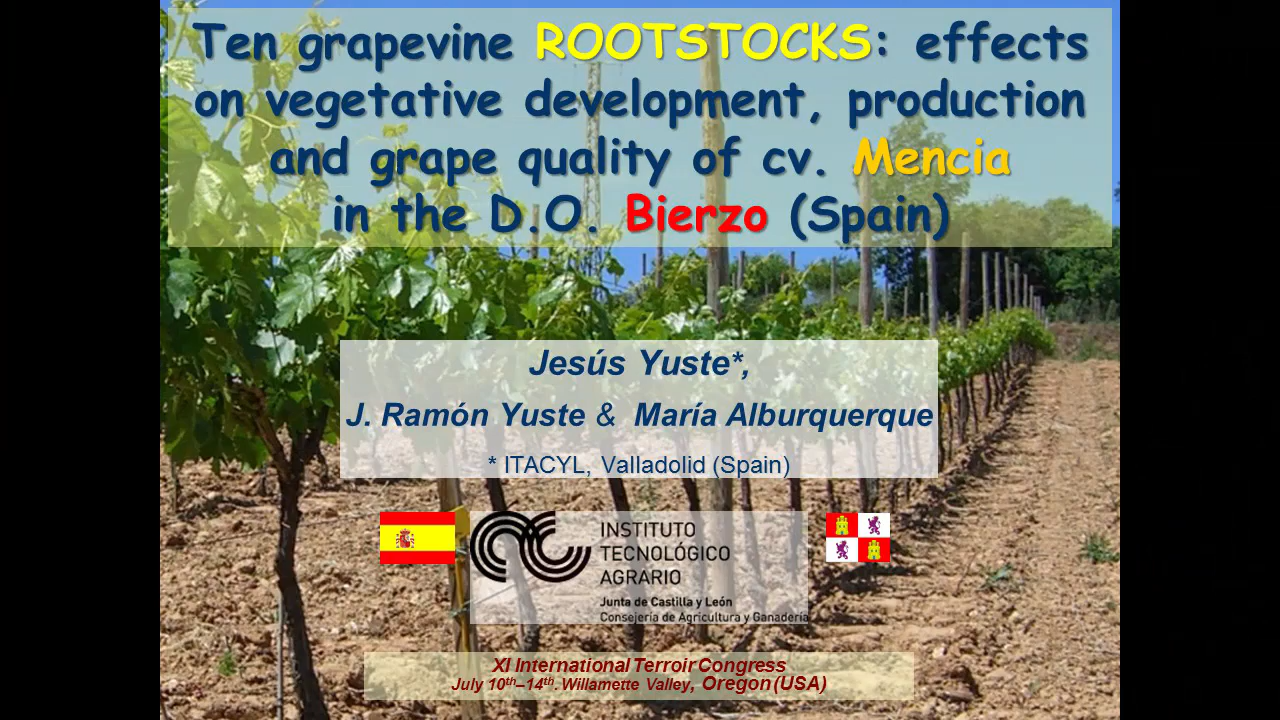 Ten grapevine ROOTSTOCKS: effects
on vegetative development, production
and grape quality of cv. Mencia
in the D.O. Bierzo (Spain)
Jesús Yuste*,
J. Ramón Yuste & María Alburquerque
* ITACYL, Valladolid (Spain)
INSTITUTO
TECNOLÓGICO
AGRARIO
Junta de Castilla y León
Consejería de Agricultura y Ganadería
XI International Terroir Congress
July 10th–14th. Willamette Valley, Oregon (USA)